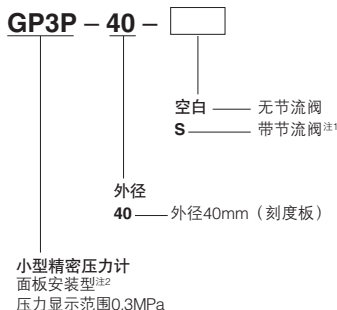 GP3P – 40 –
空白 —— 无节流阀
S —— 带节流阀注1
外径
40 —— 外径40mm（刻度板）
小型精密压力计
面板安装型注2
压力显示范围0.3MPa